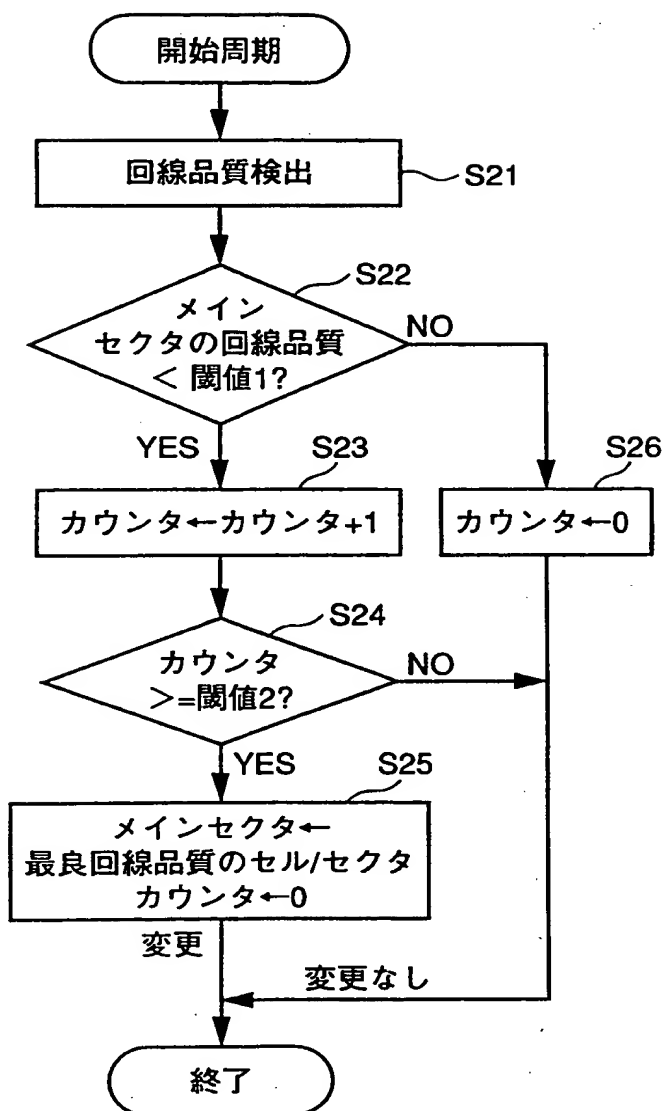 開始周期
回線品質検出
S21
S22
メイン
セクタの回線品質
< 閾値1?
NO
YES
S23
S26
カウンタ←カウンタ+1
カウンタ←0
S24
カウンタ
>=閾値2?
NO
YES
S25
メインセクタ←
最良回線品質のセル/セクタ
カウンタ←0
変更
変更なし
終了